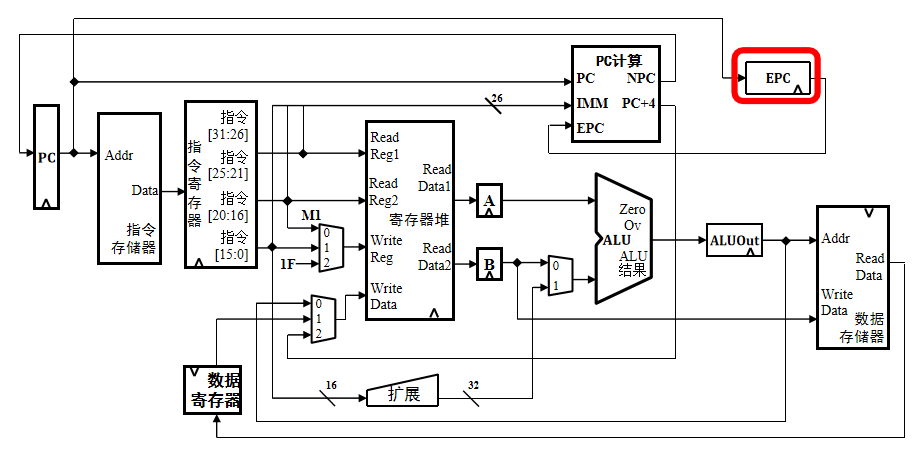 PC计算
PC
NPC
IMM
PC+4
EPC
EPC
26
PC
Addr
Data
指令
存储器
指令寄存器
指令
[31:26]
指令
[25:21]
指令
[20:16]
指令
[15:0]
M1
0
1
2
1F
0
1
2
Read
Reg1
Read
Reg2
Write
Reg
Write
Data
Read
Data1
寄存器堆
Read
Data2
A
B
0
1
Zero
Ov
ALU
ALU
结果
ALUOut
Addr
Read
Data
Write
Data
数据
存储器
数据
寄存器
16
扩展
32